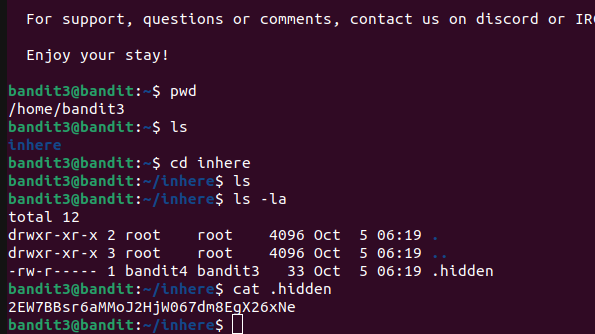 For support, questions or comments, contact us on discord or IR
Enjoy your stay!
bandit3@bandit:~$ pwd
/home/bandit3
bandit3@bandit:~$ ls
inhere
bandit3@bandit:~$ cd inhere
bandit3@bandit:~/inhere$ ls
bandit3@bandit:~/inhere$ ls -la
total 12
drwxr-xr-x 2 root    root    4096 Oct  5 06:19 .
drwxr-xr-x 3 root    root    4096 Oct  5 06:19 ..
-rw-r----- 1 bandit4 bandit3   33 Oct  5 06:19 .hidden
bandit3@bandit:~/inhere$ cat .hidden
2EW7BBsr6aMMoJ2HjW067dm8EgX26xNe
bandit3@bandit:~/inhere$